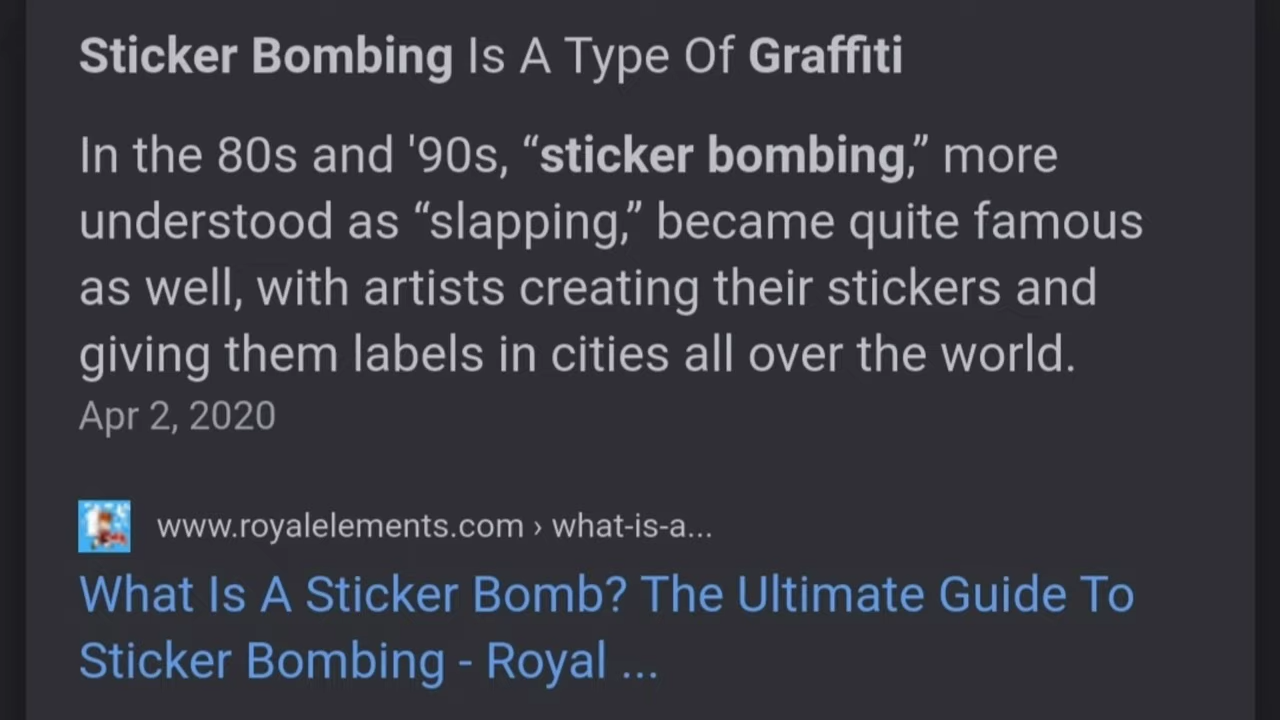 Sticker Bombing Is A Type Of Graffiti
In the 80s and '90s, “sticker bombing,” more
understood as “slapping,” became quite famous
as well, with artists creating their stickers and
giving them labels in cities all over the world.
Apr 2, 2020
www.royalelements.com › what-is-a...
What Is A Sticker Bomb? The Ultimate Guide To
Sticker Bombing - Royal ...